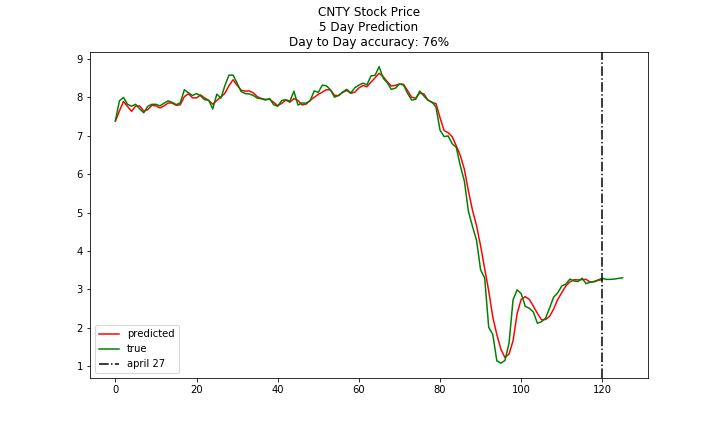 CNTY Stock Price
5 Day Prediction
Day to Day accuracy: 76%
9
8
7
6
5
4
3
2
1
predicted
true
april 27
0 20 40 60 80 100 120